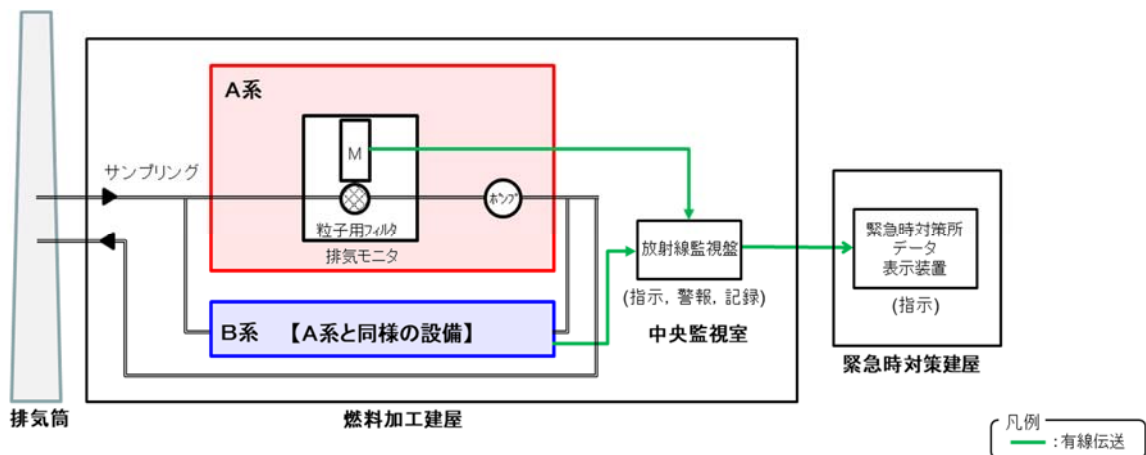 A系
M
サンプリング
ポンプ
粒子用フィルタ
排気モニタ
放射線監視盤
(指示, 警報, 記録)
中央監視室
緊急時対策所
データ
表示装置
(指示)
緊急時対策建屋
B系 【A系と同様の設備】
排気筒
燃料加工建屋
凡例
:有線伝送